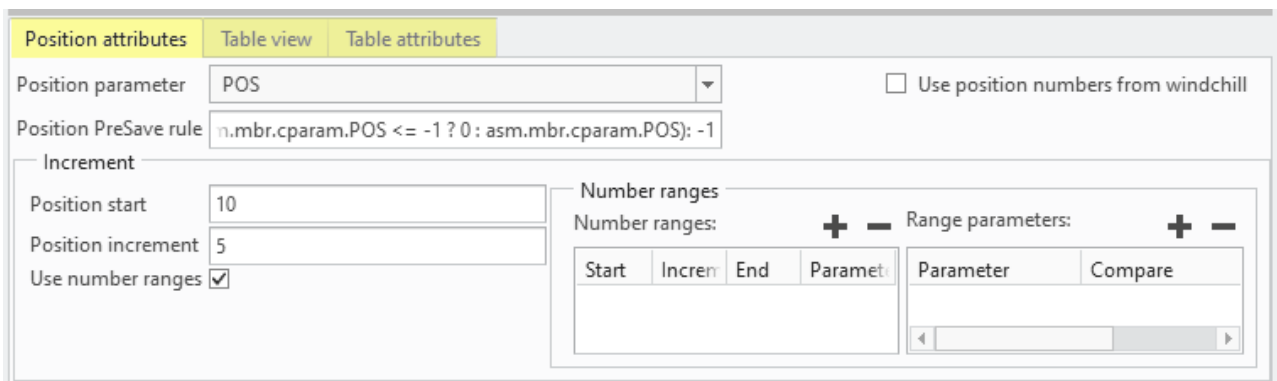 Position attributes Table view Table attributes
Position parameter POS Use position numbers from windchill
Position PreSave rule .mbr.cparam.POS <= -1 ? 0 : asm.mbr.cparam.POS): -1
Increment
Number ranges
Position start 10
Number ranges: Range parameters:
Position increment 5
Use number ranges
Start Increm End Paramete Parameter Compare